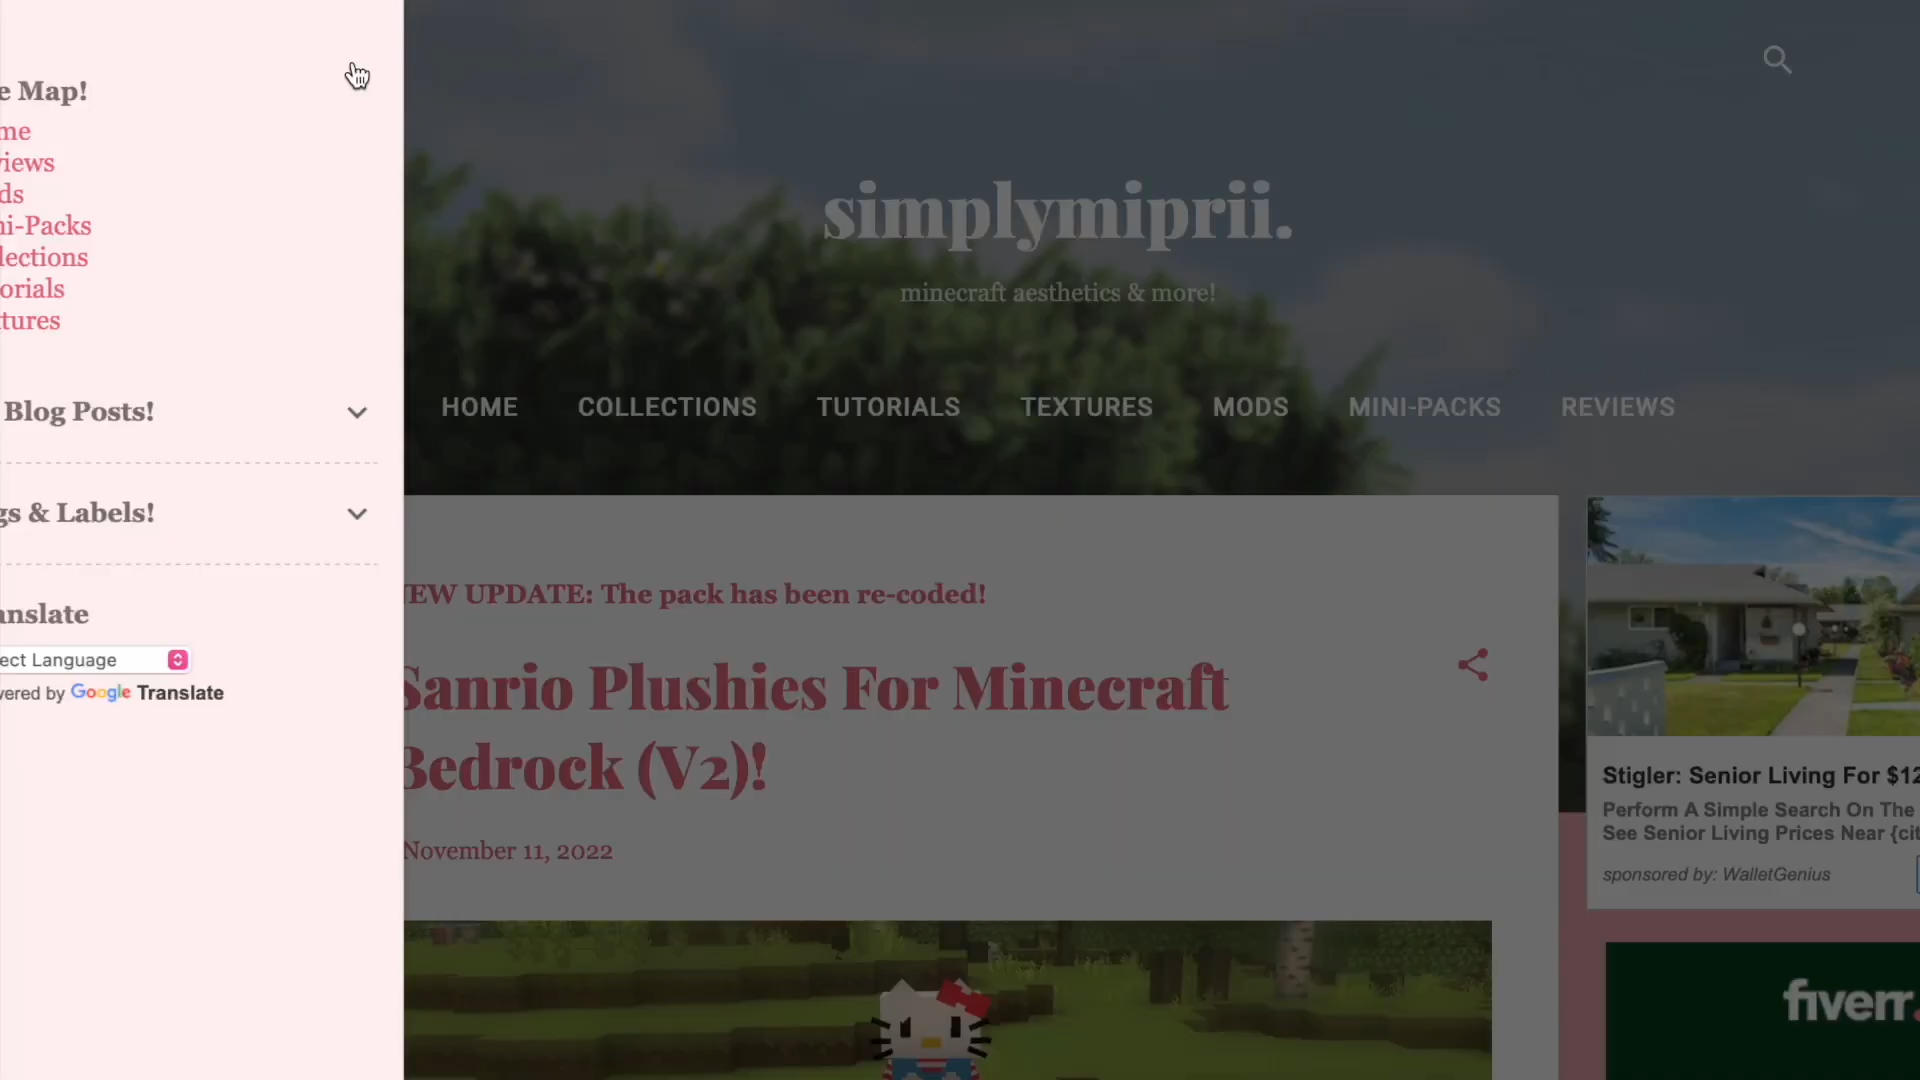 e Map!
me
views
ds
ni-Packs
lections
orials
tures
Blog Posts!
gs & Labels!
anslate
ect Language
vered by Google Translate
simplymiprii.
minecraft aesthetics & more!
HOME COLLECTIONS TUTORIALS TEXTURES MODS MINI-PACKS REVIEWS
EW UPDATE: The pack has been re-coded!
Sanrio Plushies For Minecraft
Bedrock (V2)!
November 11, 2022
Stigler: Senior Living For $12
Perform A Simple Search On The
See Senior Living Prices Near {cit
sponsored by: WalletGenius
fiverr.